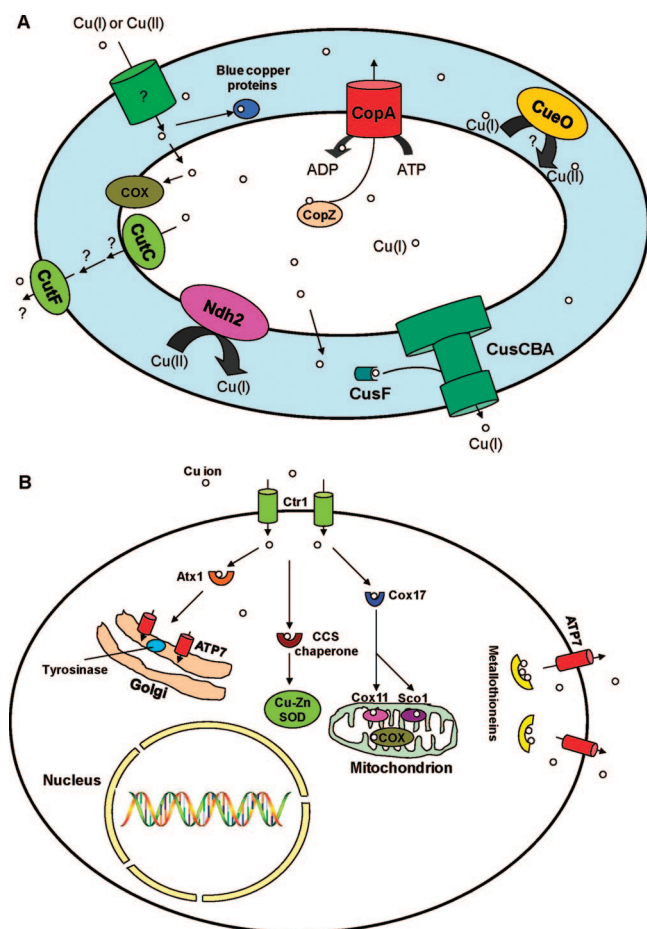 A
Cu(I) or Cu(II)
?
Blue copper
proteins
CopA
CueO
Cu(I)
?
Cu(II)
ADP
ATP
COX
CopZ
Cu(I)
CutC
?
?
CutF
?
Ndh2
Cu(II)
Cu(I)
CusCBA
CusF
Cu(I)
B
Cu ion
Ctr1
Atx1
Cox17
ATP7
CCS
chaperone
ATP7
Tyrosinase
Golgi
Metallothioneins
Cu-Zn
SOD
Cox11
Sco1
COX
Mitochondrion
Nucleus